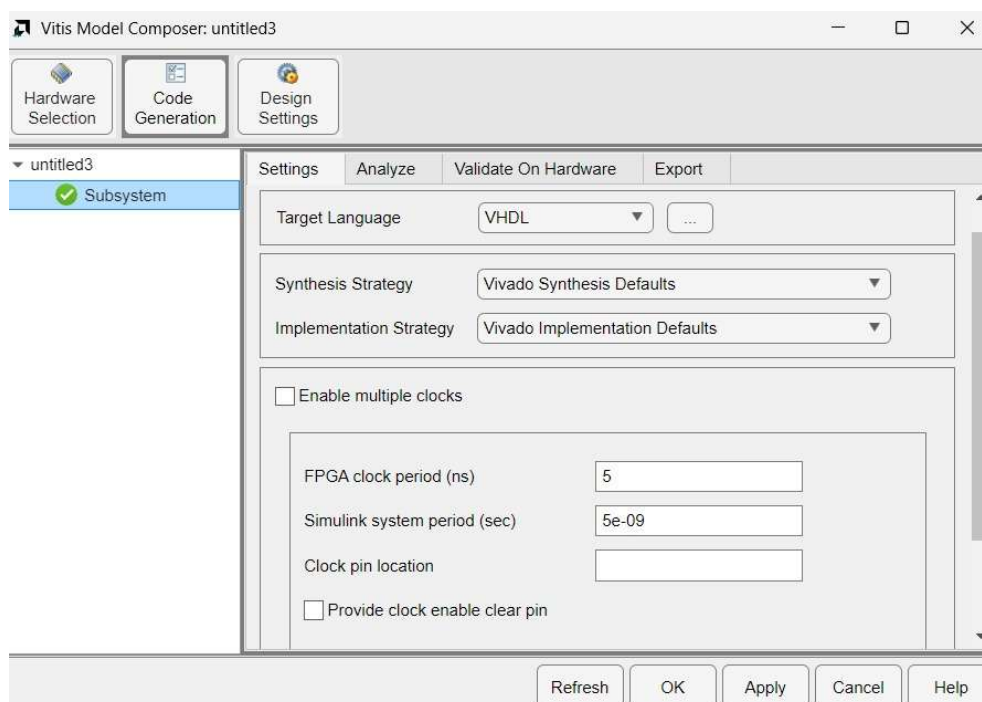 Vitis Model Composer: untitled3
Hardware Selection
Code Generation
Design Settings
untitled3
Subsystem
Settings Analyze Validate On Hardware Export
Target Language VHDL ...
Synthesis Strategy Vivado Synthesis Defaults
Implementation Strategy Vivado Implementation Defaults
Enable multiple clocks
FPGA clock period (ns) 5
Simulink system period (sec) 5e-09
Clock pin location
Provide clock enable clear pin
Refresh OK Apply Cancel Help